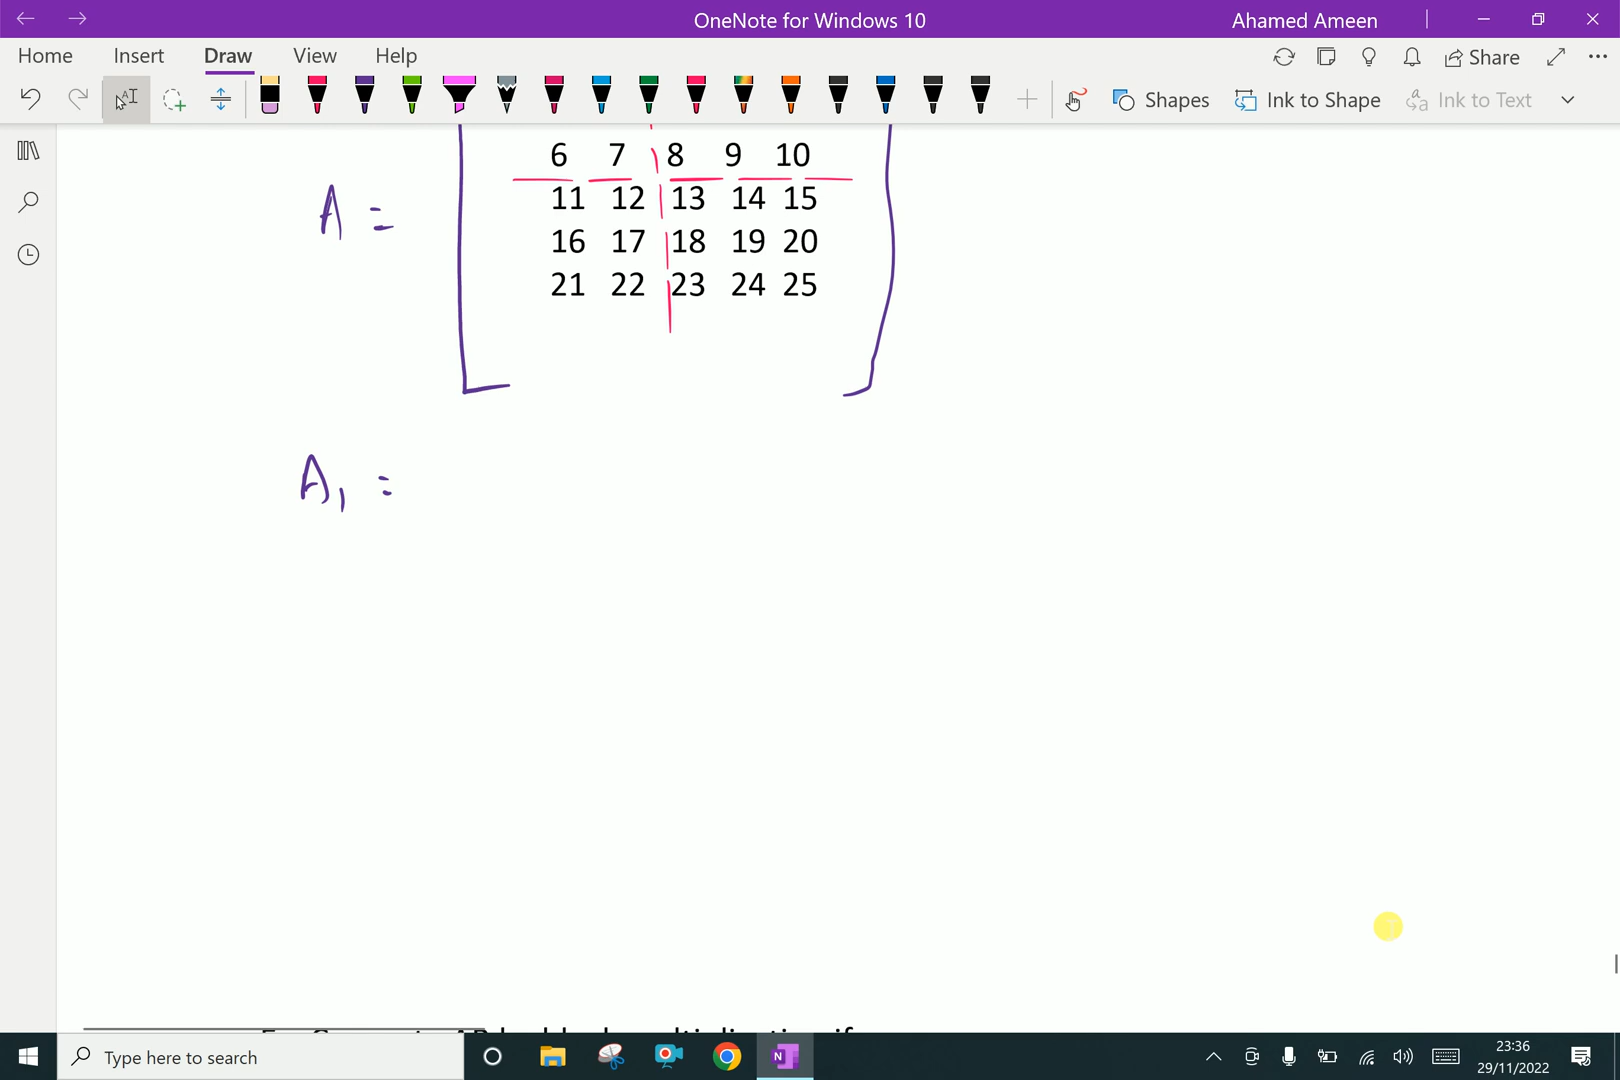 OneNote for Windows 10
Ahamed Ameen
Home Insert Draw View Help
Share
Shapes Ink to Shape Ink to Text
6 7 8 9 10
11 12 13 14 15
16 17 18 19 20
21 22 23 24 25
A =
A₁ =
Type here to search
23:36
29/11/2022